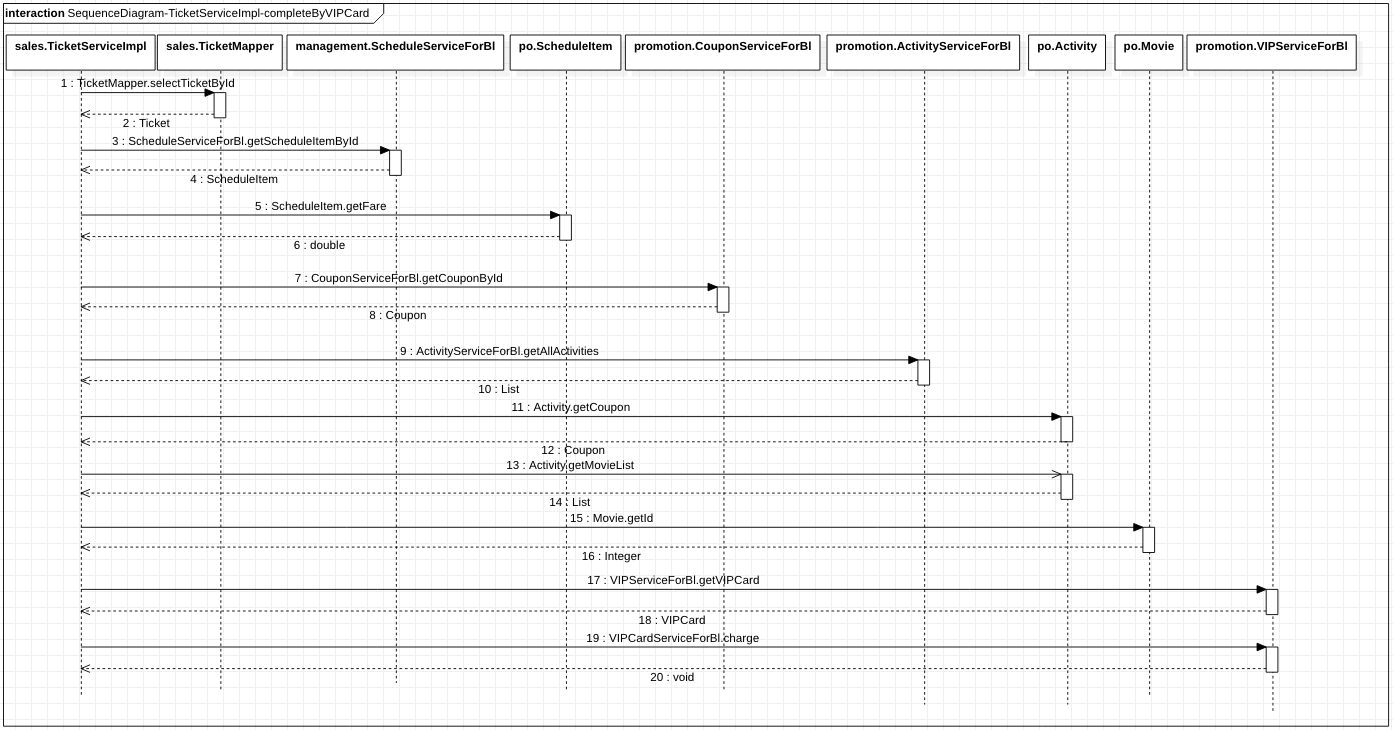 interaction SequenceDiagram-TicketServiceImpl-completeByVIPCard
sales.TicketServiceImpl
sales.TicketMapper
management.ScheduleServiceForBl
po.ScheduleItem
promotion.CouponServiceForBl
promotion.ActivityServiceForBl
po.Activity
po.Movie
promotion.VIPServiceForBl
1 : TicketMapper.selectTicketById
2 : Ticket
3 : ScheduleServiceForBl.getScheduleItemById
4 : ScheduleItem
5 : ScheduleItem.getFare
6 : double
7 : CouponServiceForBl.getCouponById
8 : Coupon
9 : ActivityServiceForBl.getAllActivities
10 : List
11 : Activity.getCoupon
12 : Coupon
13 : Activity.getMovieList
14 : List
15 : Movie.getId
16 : Integer
17 : VIPServiceForBl.getVIPCard
18 : VIPCard
19 : VIPCardServiceForBl.charge
20 : void